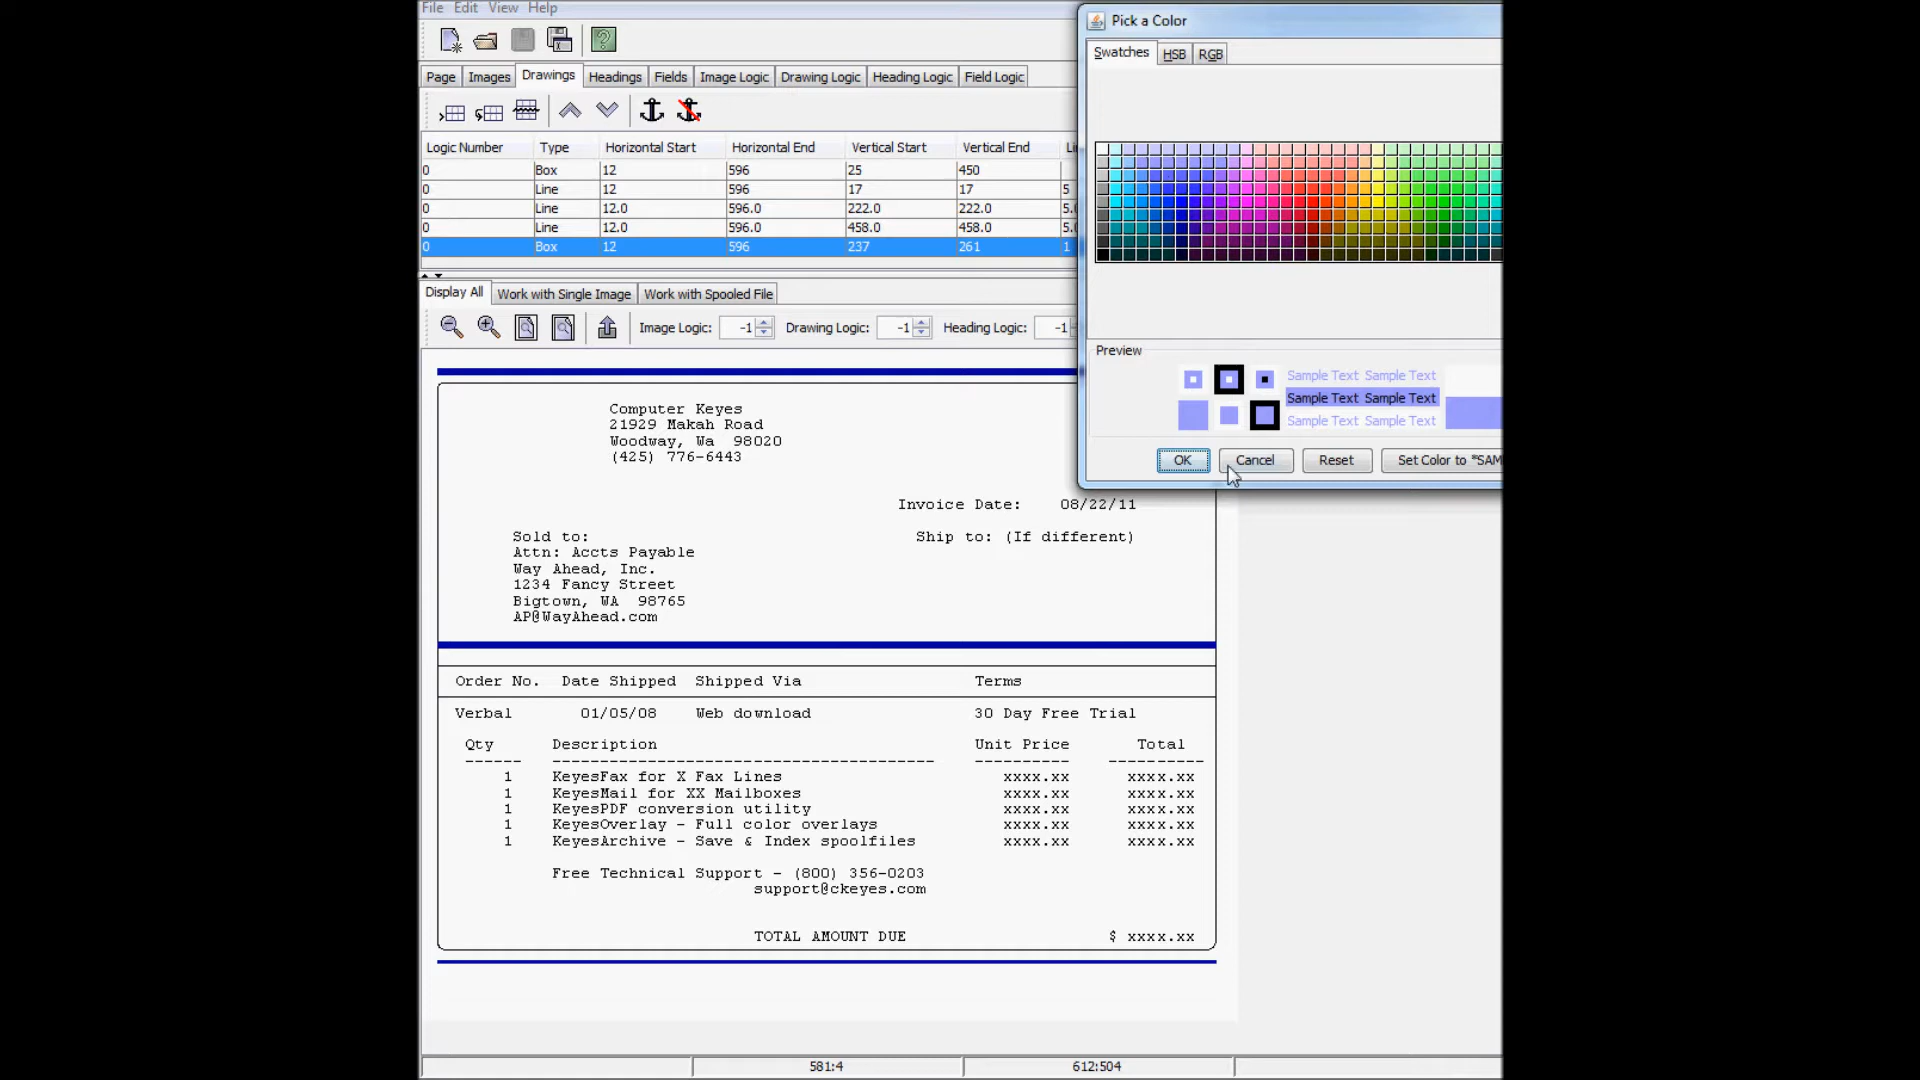 File Edit View Help
Pick a Color
Swatches HSB RGB
Page Images Drawings Headings Fields Image Logic Drawing Logic Heading Logic Field Logic
Logic Number Type Horizontal Start Horizontal End Vertical Start Vertical End
0 Box 12 596 25 450
0 Line 12 596 17 17 5
0 Line 12.0 596.0 222.0 222.0 5.
0 Line 12.0 596.0 458.0 458.0 5.
0 Box 12 596 237 261 1
Display All Work with Single Image Work with Spooled File
Image Logic: -1 Drawing Logic: -1 Heading Logic: -1
Preview
Sample Text Sample Text
Sample Text Sample Text
Sample Text Sample Text
OK Cancel Reset Set Color to *SAM
Computer Keyes
21929 Makah Road
Woodway, Wa 98020
(425) 776-6443
Invoice Date: 08/22/11
Sold to: Ship to: (If different)
Attn: Accts Payable
Way Ahead, Inc.
1234 Fancy Street
Bigtown, WA 98765
AP@WayAhead.com
Order No. Date Shipped Shipped Via Terms
Verbal 01/05/08 Web download 30 Day Free Trial
Qty Description Unit Price Total
------ ---------------------------------------- ---------- ----------
1 KeyesFax for X Fax Lines xxxx.xx xxxx.xx
1 KeyesMail for XX Mailboxes xxxx.xx xxxx.xx
1 KeyesPDF conversion utility xxxx.xx xxxx.xx
1 KeyesOverlay - Full color overlays xxxx.xx xxxx.xx
1 KeyesArchive - Save & Index spoolfiles xxxx.xx xxxx.xx
Free Technical Support - (800) 356-0203
support@ckeyes.com
TOTAL AMOUNT DUE $ xxxx.xx
581:4 612:504